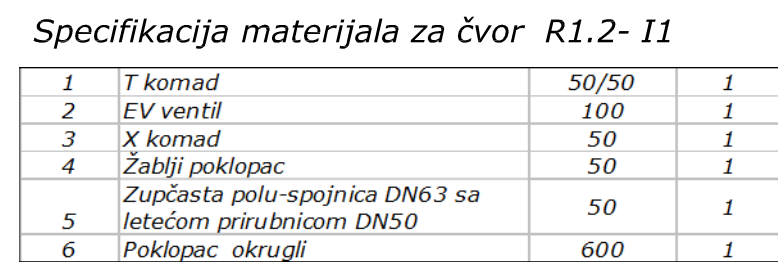 Specifikacija materijala za čvor R1.2- I1
1 T komad 50/50 1
2 EV ventil 100 1
3 X komad 50 1
4 Žablji poklopac 50 1
5 Zupčasta polu-spojnica DN63 sa
letećom prirubnicom DN50 50 1
6 Poklopac okrugli 600 1